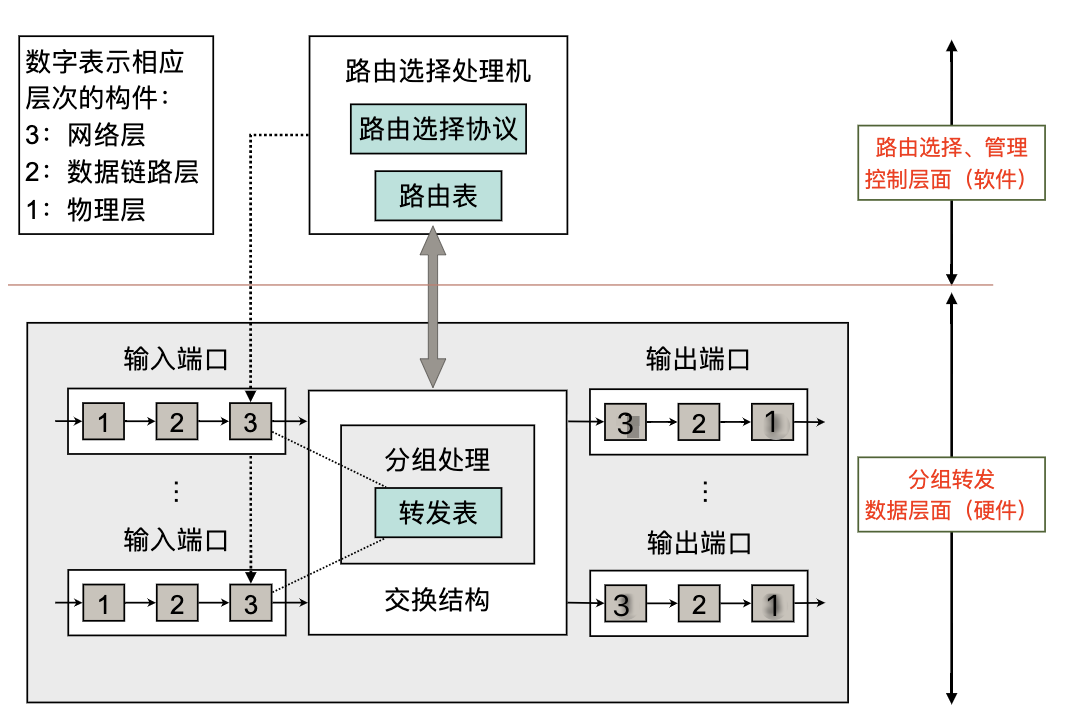 数字表示相应
层次的构件：
3：网络层
2：数据链路层
1：物理层
路由选择处理机
路由选择协议
路由表
路由选择、管理
控制层面（软件）
输入端口
1 2 3
⋮
输入端口
1 2 3
分组处理
转发表
交换结构
输出端口
3 2 1
⋮
输出端口
3 2 1
分组转发
数据层面（硬件）